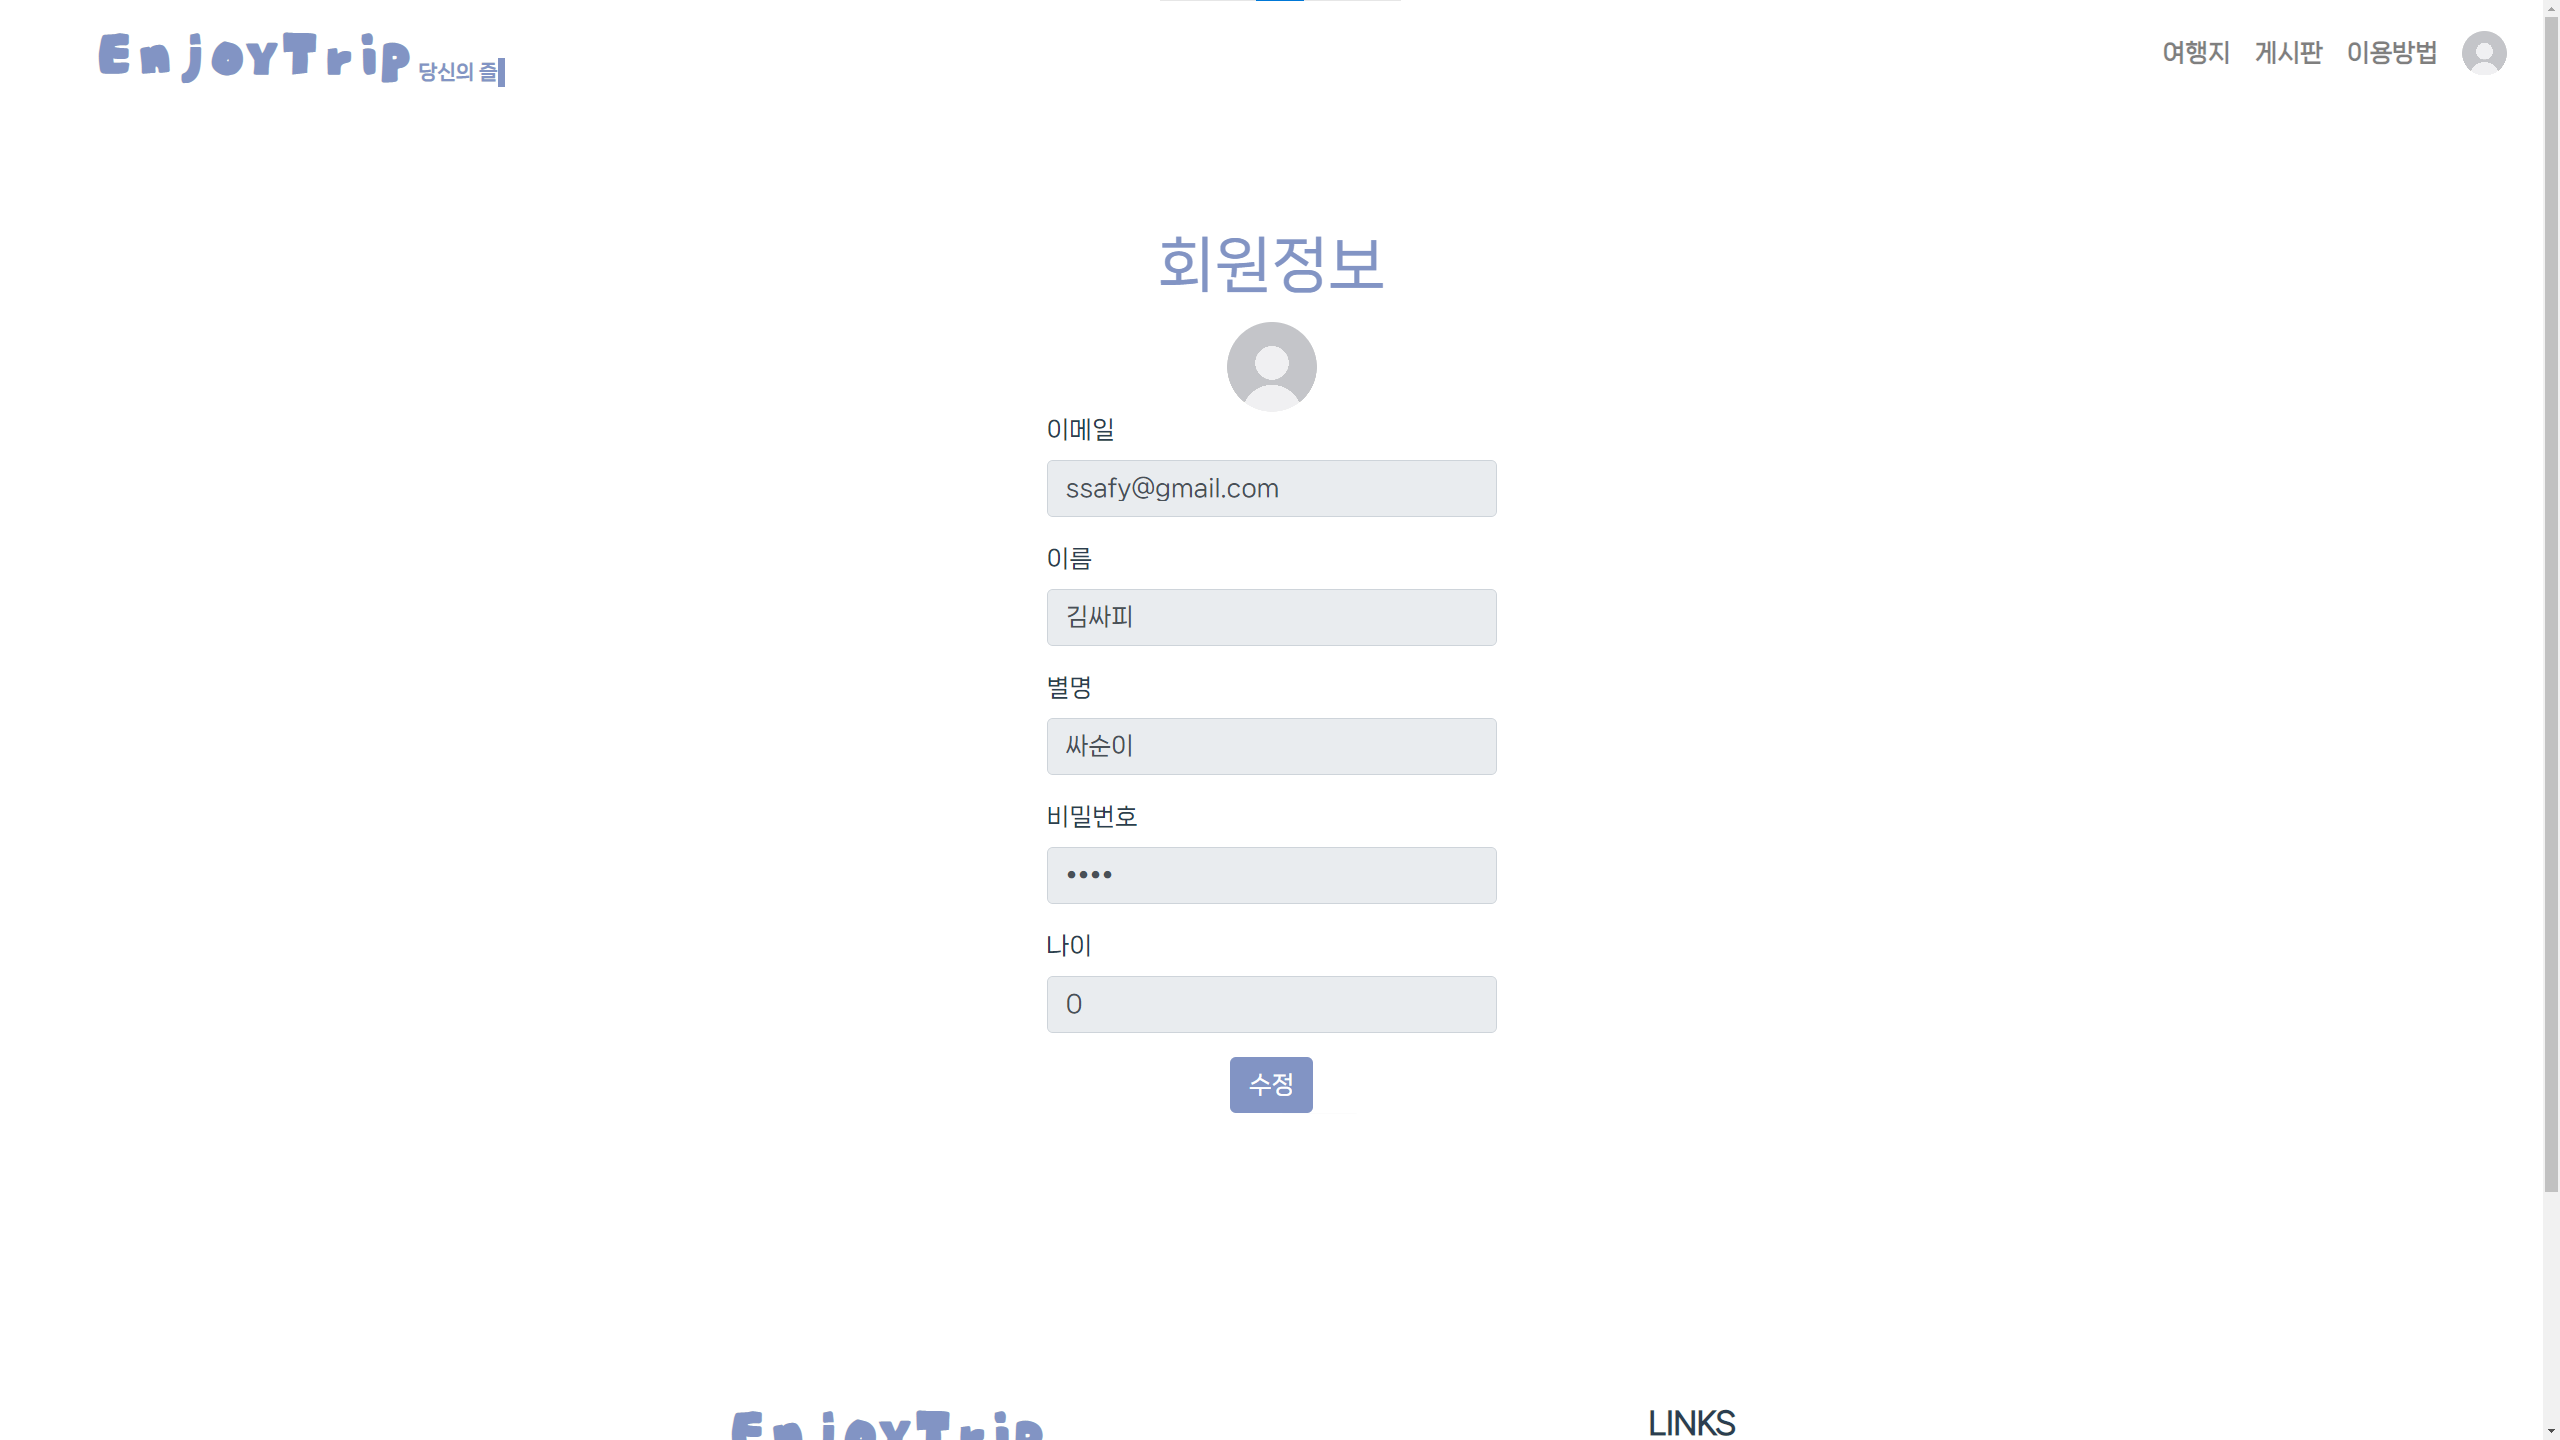 EnjoyTrip 당신의 즐
여행지 게시판 이용방법
회원정보
이메일
ssafy@gmail.com
이름
김싸피
별명
싸순이
비밀번호
••••
나이
0
수정
EnjoyTrip
LINKS